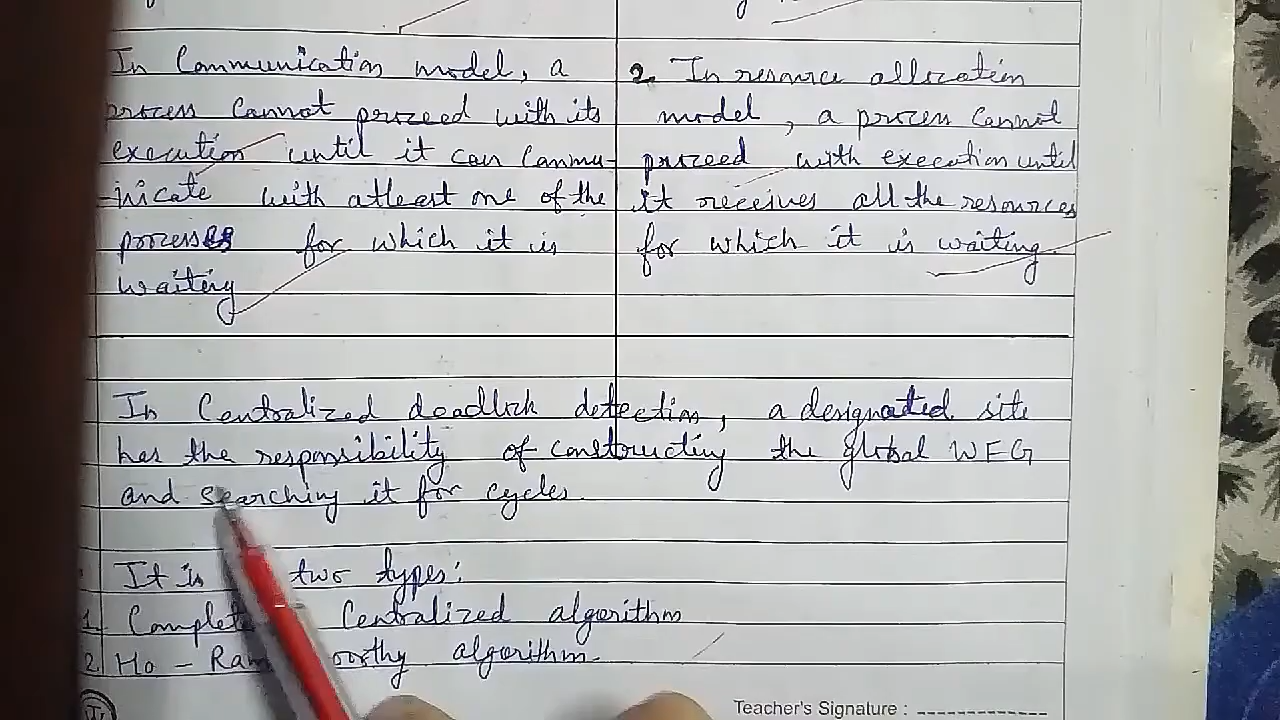 In Communication model, a
process cannot proceed with its
execution until it can commu-
nicate with atleast one of the
processes for which it is
waiting
2. In resource allocation
model, a process cannot
proceed with execution until
it receives all the resources
for which it is waiting
In Centralized deadlock detection, a designated site
has the responsibility of constructing the global WFG
and searching it for cycles.
It is two types:
1. Complete Centralized algorithm
2. Ho - Ram oorthy algorithm.
Teacher's Signature :